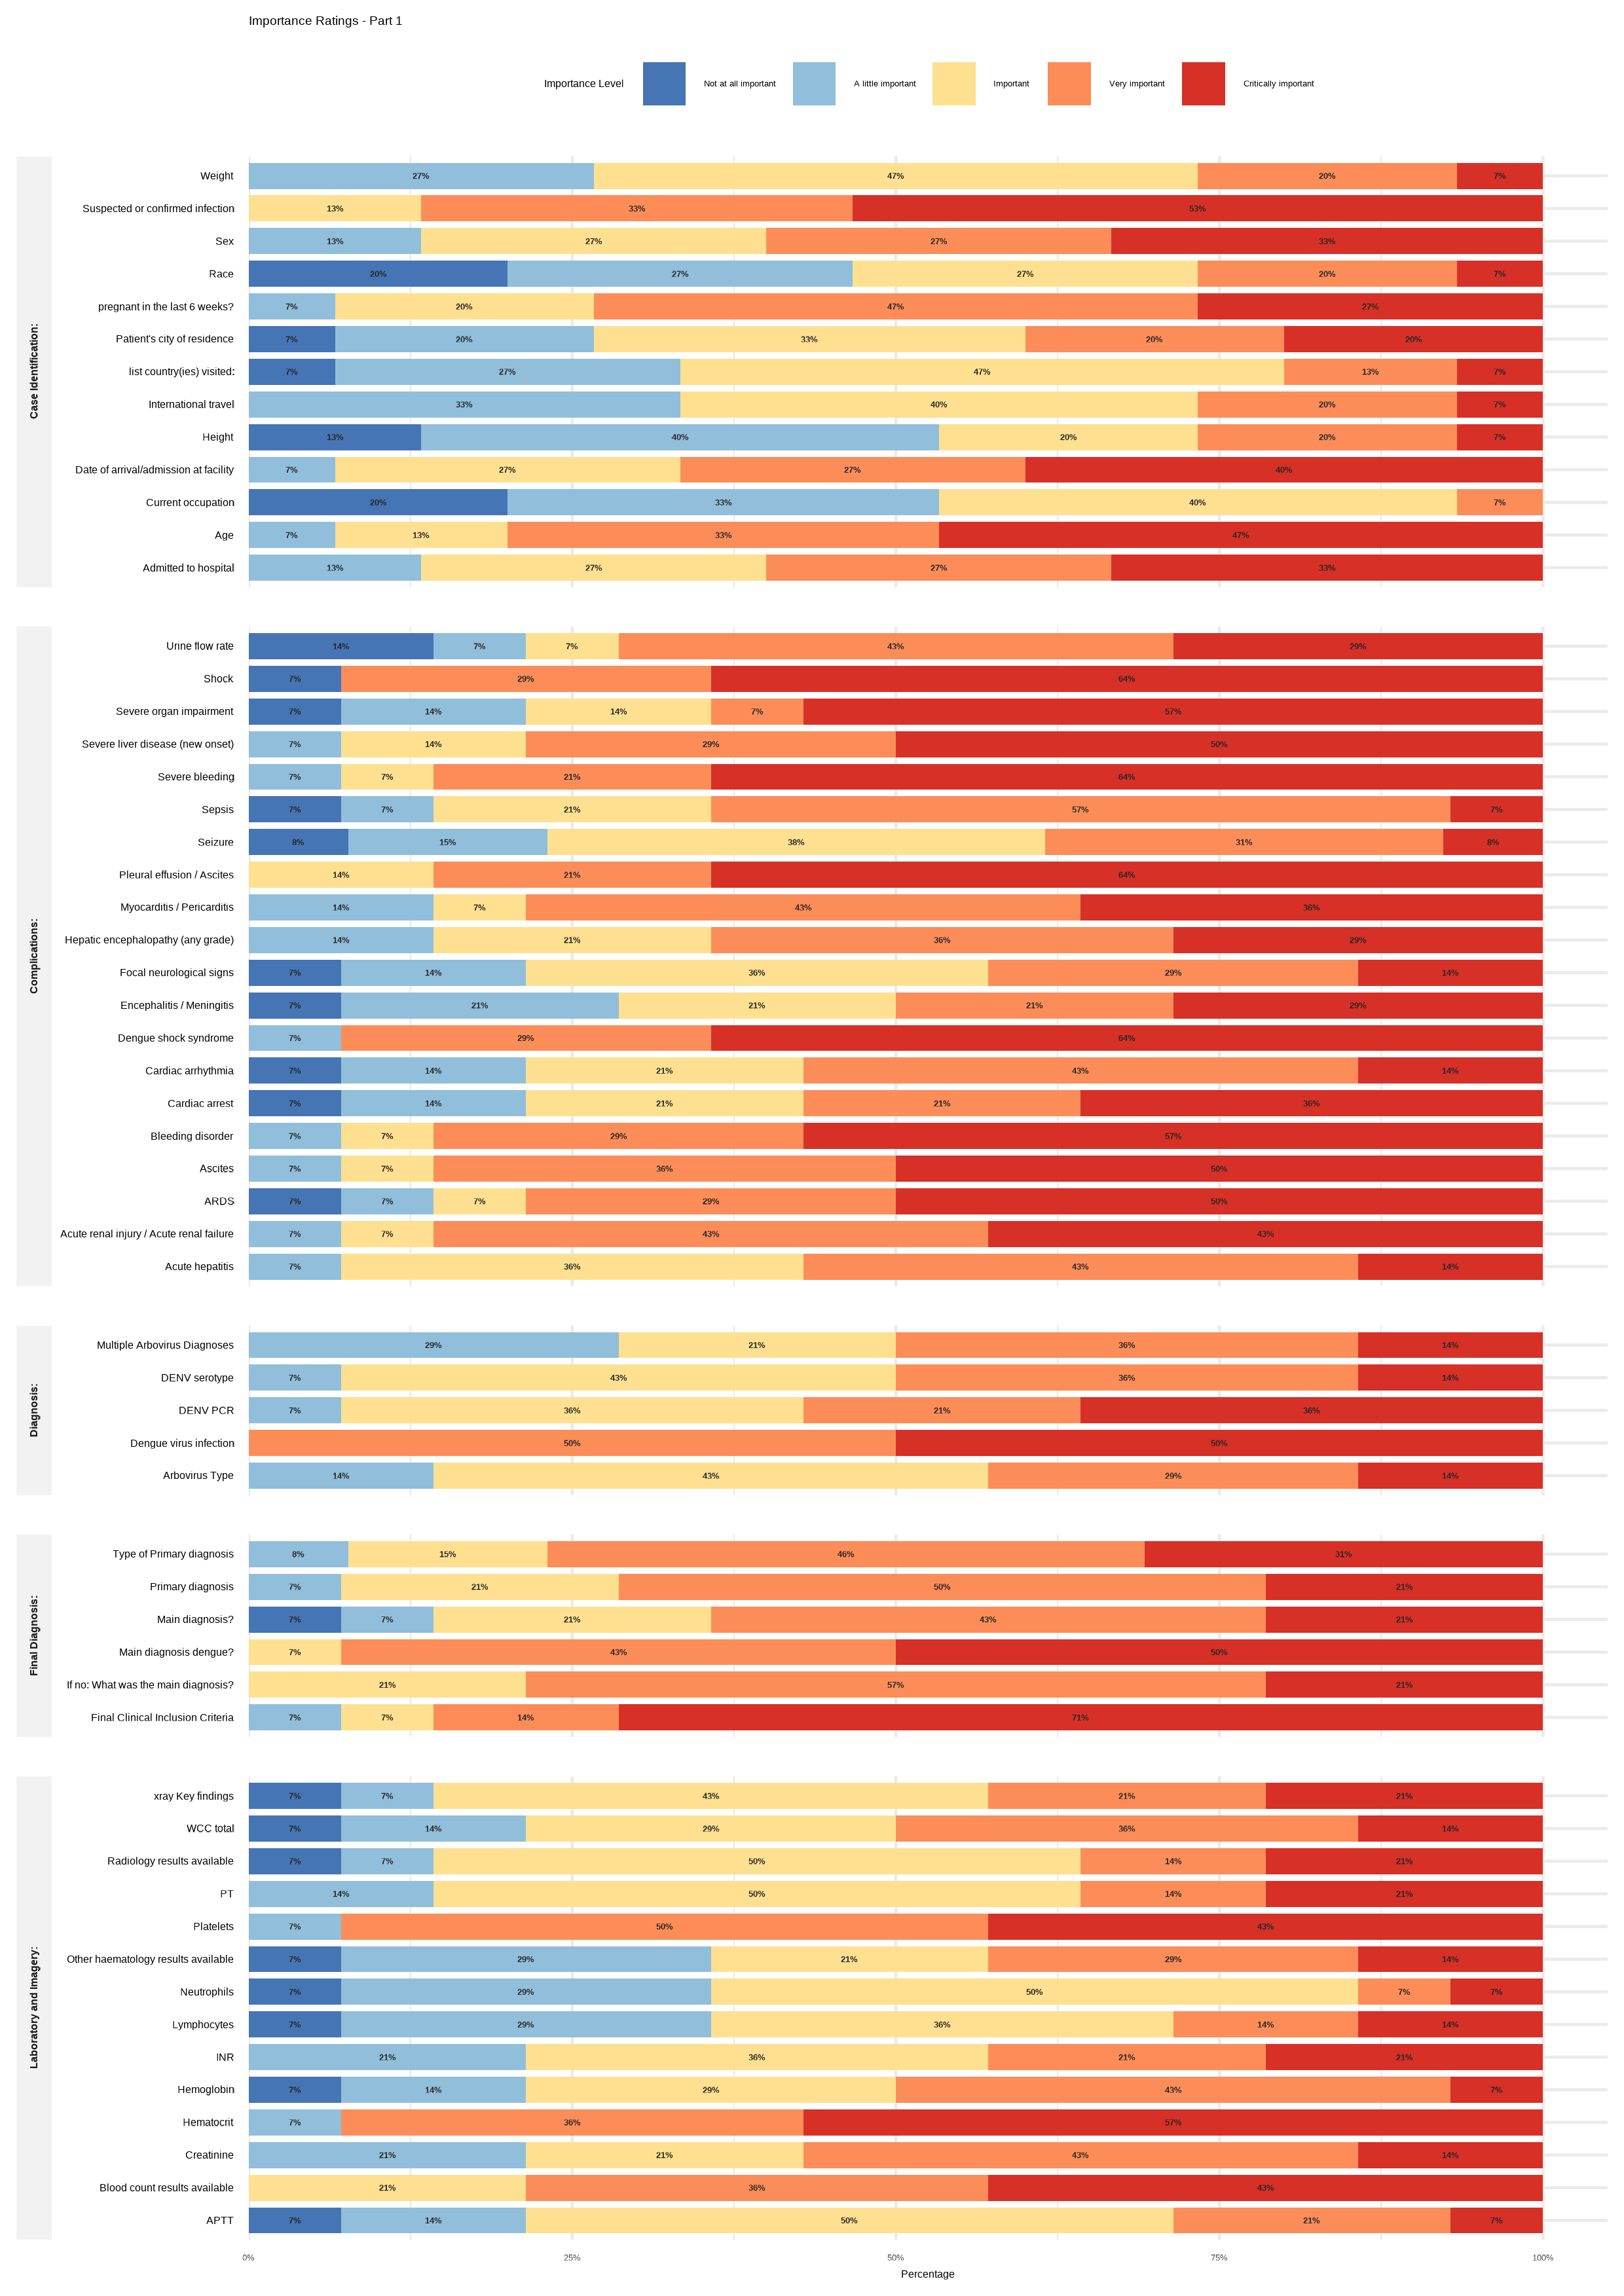 Importance Ratings - Part 1
Importance Level Not at all important A little important Important Very important Critically important
Case Identification:
Weight 27% 47% 20% 7%
Suspected or confirmed infection 13% 33% 53%
Sex 13% 27% 27% 33%
Race 20% 27% 27% 20% 7%
pregnant in the last 6 weeks? 7% 20% 47% 27%
Patient's city of residence 7% 20% 33% 20% 20%
list country(ies) visited: 7% 27% 47% 13% 7%
International travel 33% 40% 20% 7%
Height 13% 40% 20% 20% 7%
Date of arrival/admission at facility 7% 27% 27% 40%
Current occupation 20% 33% 40% 7%
Age 7% 13% 33% 47%
Admitted to hospital 13% 27% 27% 33%
Complications:
Urine flow rate 14% 7% 7% 43% 29%
Shock 7% 29% 64%
Severe organ impairment 7% 14% 14% 7% 57%
Severe liver disease (new onset) 7% 14% 29% 50%
Severe bleeding 7% 7% 21% 64%
Sepsis 7% 7% 21% 57% 7%
Seizure 8% 15% 38% 31% 8%
Pleural effusion / Ascites 14% 21% 64%
Myocarditis / Pericarditis 14% 7% 43% 36%
Hepatic encephalopathy (any grade) 14% 21% 36% 29%
Focal neurological signs 7% 14% 36% 29% 14%
Encephalitis / Meningitis 7% 21% 21% 21% 29%
Dengue shock syndrome 7% 29% 64%
Cardiac arrhythmia 7% 14% 21% 43% 14%
Cardiac arrest 7% 14% 21% 21% 36%
Bleeding disorder 7% 7% 29% 57%
Ascites 7% 7% 36% 50%
ARDS 7% 7% 7% 29% 50%
Acute renal injury / Acute renal failure 7% 7% 43% 43%
Acute hepatitis 7% 36% 43% 14%
Diagnosis:
Multiple Arbovirus Diagnoses 29% 21% 36% 14%
DENV serotype 7% 43% 36% 14%
DENV PCR 7% 36% 21% 36%
Dengue virus infection 50% 50%
Arbovirus Type 14% 43% 29% 14%
Final Diagnosis:
Type of Primary diagnosis 8% 15% 46% 31%
Primary diagnosis 7% 21% 50% 21%
Main diagnosis? 7% 7% 21% 43% 21%
Main diagnosis dengue? 7% 43% 50%
If no: What was the main diagnosis? 21% 57% 21%
Final Clinical Inclusion Criteria 7% 7% 14% 71%
Laboratory and Imagery:
xray Key findings 7% 7% 43% 21% 21%
WCC total 7% 14% 29% 36% 14%
Radiology results available 7% 7% 50% 14% 21%
PT 14% 50% 14% 21%
Platelets 7% 50% 43%
Other haematology results available 7% 29% 21% 29% 14%
Neutrophils 7% 29% 50% 7% 7%
Lymphocytes 7% 29% 36% 14% 14%
INR 21% 36% 21% 21%
Hemoglobin 7% 14% 29% 43% 7%
Hematocrit 7% 36% 57%
Creatinine 21% 21% 43% 14%
Blood count results available 21% 36% 43%
APTT 7% 14% 50% 21% 7%
0% 25% 50% 75% 100%
Percentage